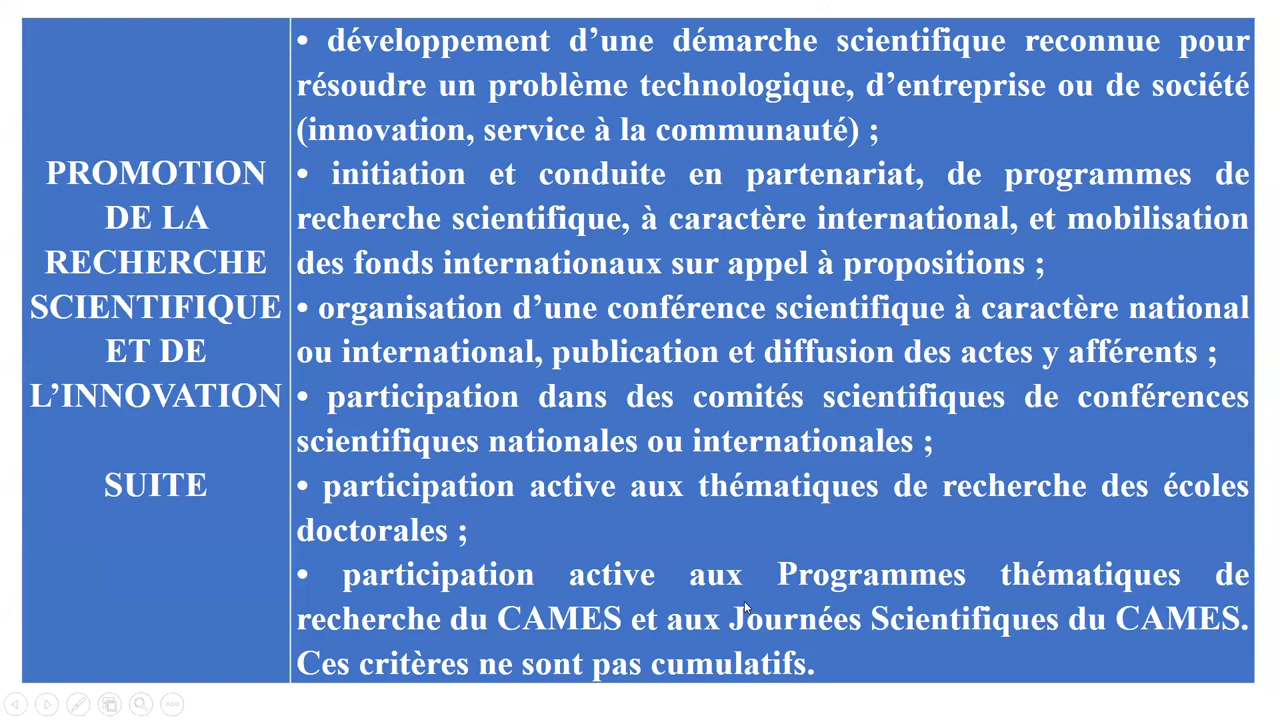 PROMOTION
DE LA
RECHERCHE
SCIENTIFIQUE
ET DE
L’INNOVATION
SUITE
• développement d’une démarche scientifique reconnue pour
résoudre un problème technologique, d’entreprise ou de société
(innovation, service à la communauté) ;
• initiation et conduite en partenariat, de programmes de
recherche scientifique, à caractère international, et mobilisation
des fonds internationaux sur appel à propositions ;
• organisation d’une conférence scientifique à caractère national
ou international, publication et diffusion des actes y afférents ;
• participation dans des comités scientifiques de conférences
scientifiques nationales ou internationales ;
• participation active aux thématiques de recherche des écoles
doctorales ;
• participation active aux Programmes thématiques de
recherche du CAMES et aux Journées Scientifiques du CAMES.
Ces critères ne sont pas cumulatifs.